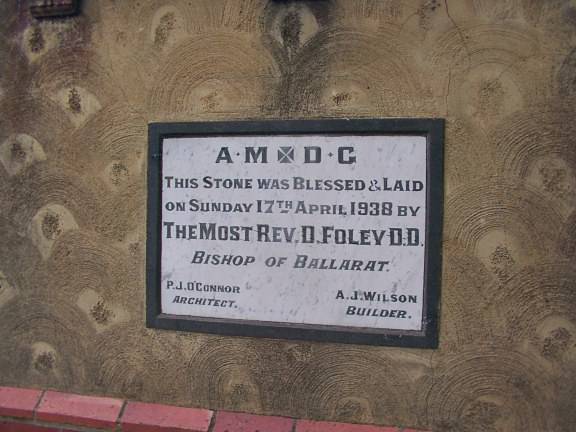 A·M☒D·G
THIS STONE WAS BLESSED & LAID
ON SUNDAY 17TH APRIL 1938 BY
THE MOST REV. D. FOLEY D.D.
BISHOP OF BALLARAT.
P.J. O'CONNOR
ARCHITECT.
A.J. WILSON
BUILDER.